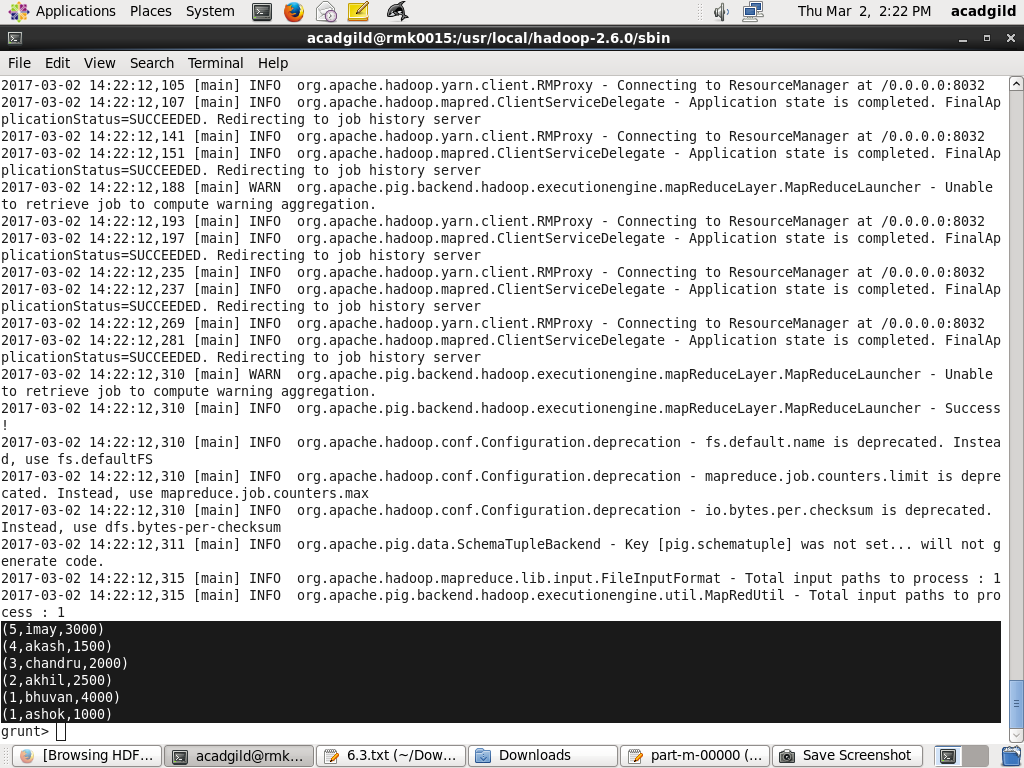 Applications Places System Thu Mar 2, 2:22 PM acadgild
acadgild@rmk0015:/usr/local/hadoop-2.6.0/sbin
File Edit View Search Terminal Help
2017-03-02 14:22:12,105 [main] INFO  org.apache.hadoop.yarn.client.RMProxy - Connecting to ResourceManager at /0.0.0.0:8032
2017-03-02 14:22:12,107 [main] INFO  org.apache.hadoop.mapred.ClientServiceDelegate - Application state is completed. FinalAp
plicationStatus=SUCCEEDED. Redirecting to job history server
2017-03-02 14:22:12,141 [main] INFO  org.apache.hadoop.yarn.client.RMProxy - Connecting to ResourceManager at /0.0.0.0:8032
2017-03-02 14:22:12,151 [main] INFO  org.apache.hadoop.mapred.ClientServiceDelegate - Application state is completed. FinalAp
plicationStatus=SUCCEEDED. Redirecting to job history server
2017-03-02 14:22:12,188 [main] WARN  org.apache.pig.backend.hadoop.executionengine.mapReduceLayer.MapReduceLauncher - Unable
to retrieve job to compute warning aggregation.
2017-03-02 14:22:12,193 [main] INFO  org.apache.hadoop.yarn.client.RMProxy - Connecting to ResourceManager at /0.0.0.0:8032
2017-03-02 14:22:12,197 [main] INFO  org.apache.hadoop.mapred.ClientServiceDelegate - Application state is completed. FinalAp
plicationStatus=SUCCEEDED. Redirecting to job history server
2017-03-02 14:22:12,235 [main] INFO  org.apache.hadoop.yarn.client.RMProxy - Connecting to ResourceManager at /0.0.0.0:8032
2017-03-02 14:22:12,237 [main] INFO  org.apache.hadoop.mapred.ClientServiceDelegate - Application state is completed. FinalAp
plicationStatus=SUCCEEDED. Redirecting to job history server
2017-03-02 14:22:12,269 [main] INFO  org.apache.hadoop.yarn.client.RMProxy - Connecting to ResourceManager at /0.0.0.0:8032
2017-03-02 14:22:12,281 [main] INFO  org.apache.hadoop.mapred.ClientServiceDelegate - Application state is completed. FinalAp
plicationStatus=SUCCEEDED. Redirecting to job history server
2017-03-02 14:22:12,310 [main] WARN  org.apache.pig.backend.hadoop.executionengine.mapReduceLayer.MapReduceLauncher - Unable
to retrieve job to compute warning aggregation.
2017-03-02 14:22:12,310 [main] INFO  org.apache.pig.backend.hadoop.executionengine.mapReduceLayer.MapReduceLauncher - Success
!
2017-03-02 14:22:12,310 [main] INFO  org.apache.hadoop.conf.Configuration.deprecation - fs.default.name is deprecated. Instea
d, use fs.defaultFS
2017-03-02 14:22:12,310 [main] INFO  org.apache.hadoop.conf.Configuration.deprecation - mapreduce.job.counters.limit is depre
cated. Instead, use mapreduce.job.counters.max
2017-03-02 14:22:12,310 [main] INFO  org.apache.hadoop.conf.Configuration.deprecation - io.bytes.per.checksum is deprecated.
Instead, use dfs.bytes-per-checksum
2017-03-02 14:22:12,311 [main] INFO  org.apache.pig.data.SchemaTupleBackend - Key [pig.schematuple] was not set... will not g
enerate code.
2017-03-02 14:22:12,315 [main] INFO  org.apache.hadoop.mapreduce.lib.input.FileInputFormat - Total input paths to process : 1
2017-03-02 14:22:12,315 [main] INFO  org.apache.pig.backend.hadoop.executionengine.util.MapRedUtil - Total input paths to pro
cess : 1
(5,imay,3000)
(4,akash,1500)
(3,chandru,2000)
(2,akhil,2500)
(1,bhuvan,4000)
(1,ashok,1000)
grunt>
[Browsing HDF... acadgild@rmk... 6.3.txt (~/Dow... Downloads part-m-00000 (... Save Screenshot